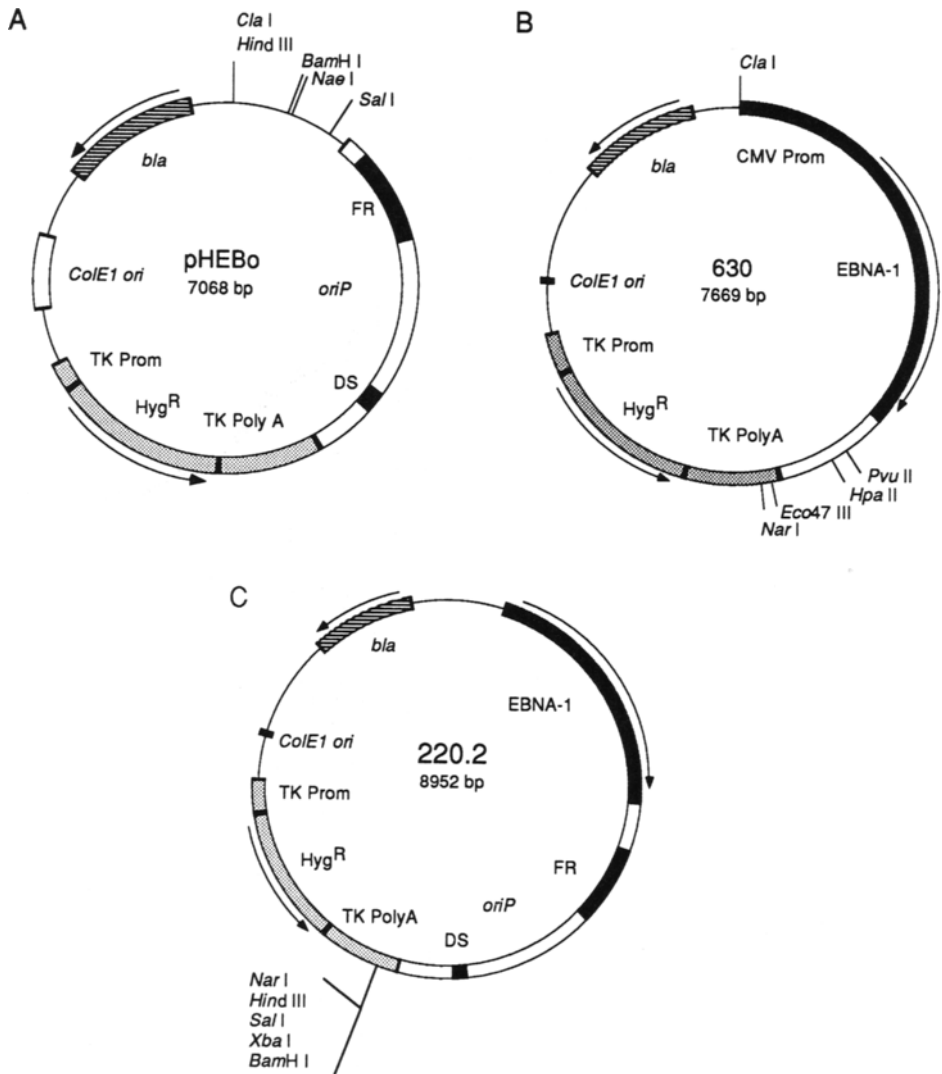 A
Cla I
Hind III
BamH I
Nae I
Sal I
bla
FR
ColE1 ori
pHEBo
7068 bp
oriP
TK Prom
DS
HygR
TK Poly A
B
Cla I
CMV Prom
bla
630
7669 bp
EBNA-1
ColE1 ori
TK Prom
HygR
TK PolyA
Pvu II
Hpa II
Eco47 III
Nar I
C
bla
EBNA-1
ColE1 ori
220.2
8952 bp
TK Prom
HygR
FR
oriP
TK PolyA
DS
Nar I
Hind III
Sal I
Xba I
BamH I